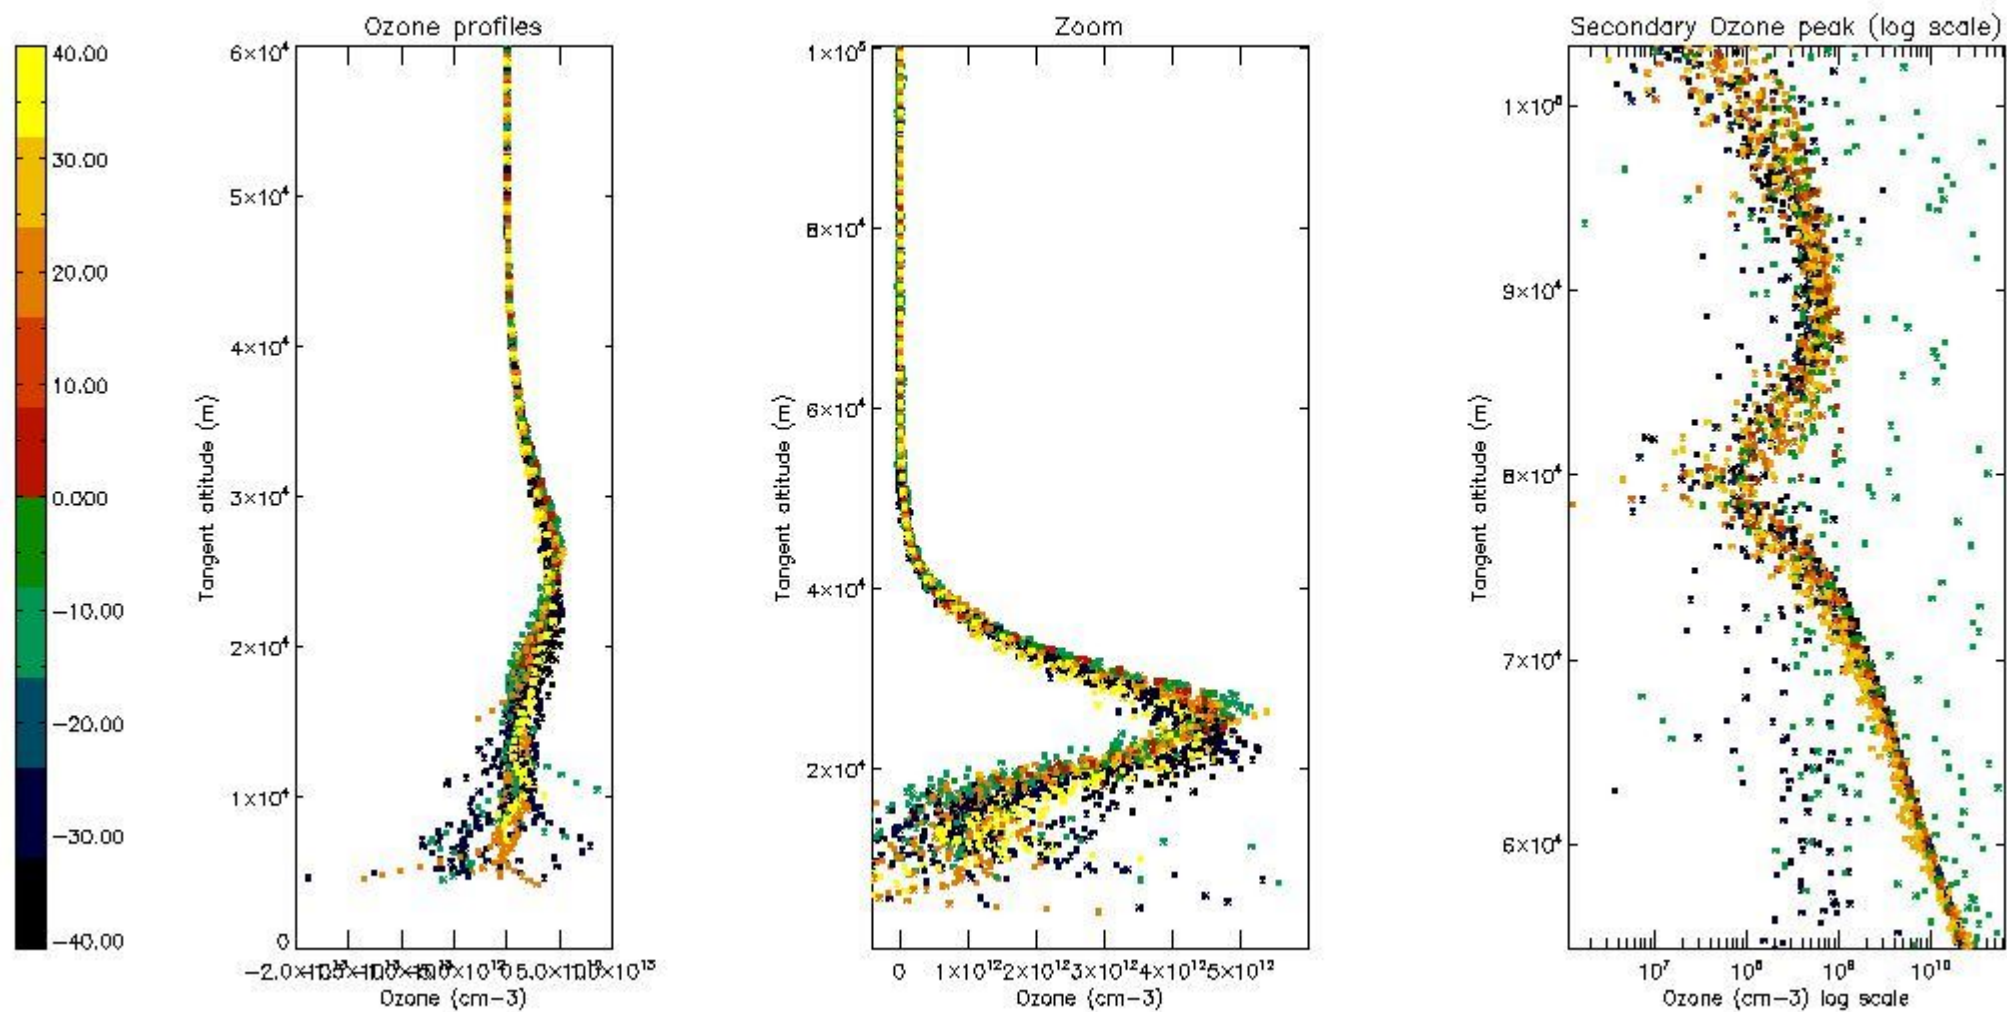 Ozone profiles
Zoom
Secondary Ozone peak (log scale)
40.00
30.00
20.00
10.00
-10.00
-20.00
-30.00
-40.00
6×10⁴
5×10⁴
4×10⁴
3×10⁴
2×10⁴
1×10⁴
0
Tangent altitude (m)
Ozone (cm-3)
1×10⁵
8×10⁴
6×10⁴
4×10⁴
2×10⁴
Tangent altitude (m)
0 1×10¹² 2×10¹² 3×10¹² 4×10¹² 5×10¹²
Ozone (cm-3)
9×10⁴
8×10⁴
7×10⁴
6×10⁴
Tangent altitude (m)
10⁷ 10⁸ 10⁹ 10¹⁰
Ozone (cm-3) log scale